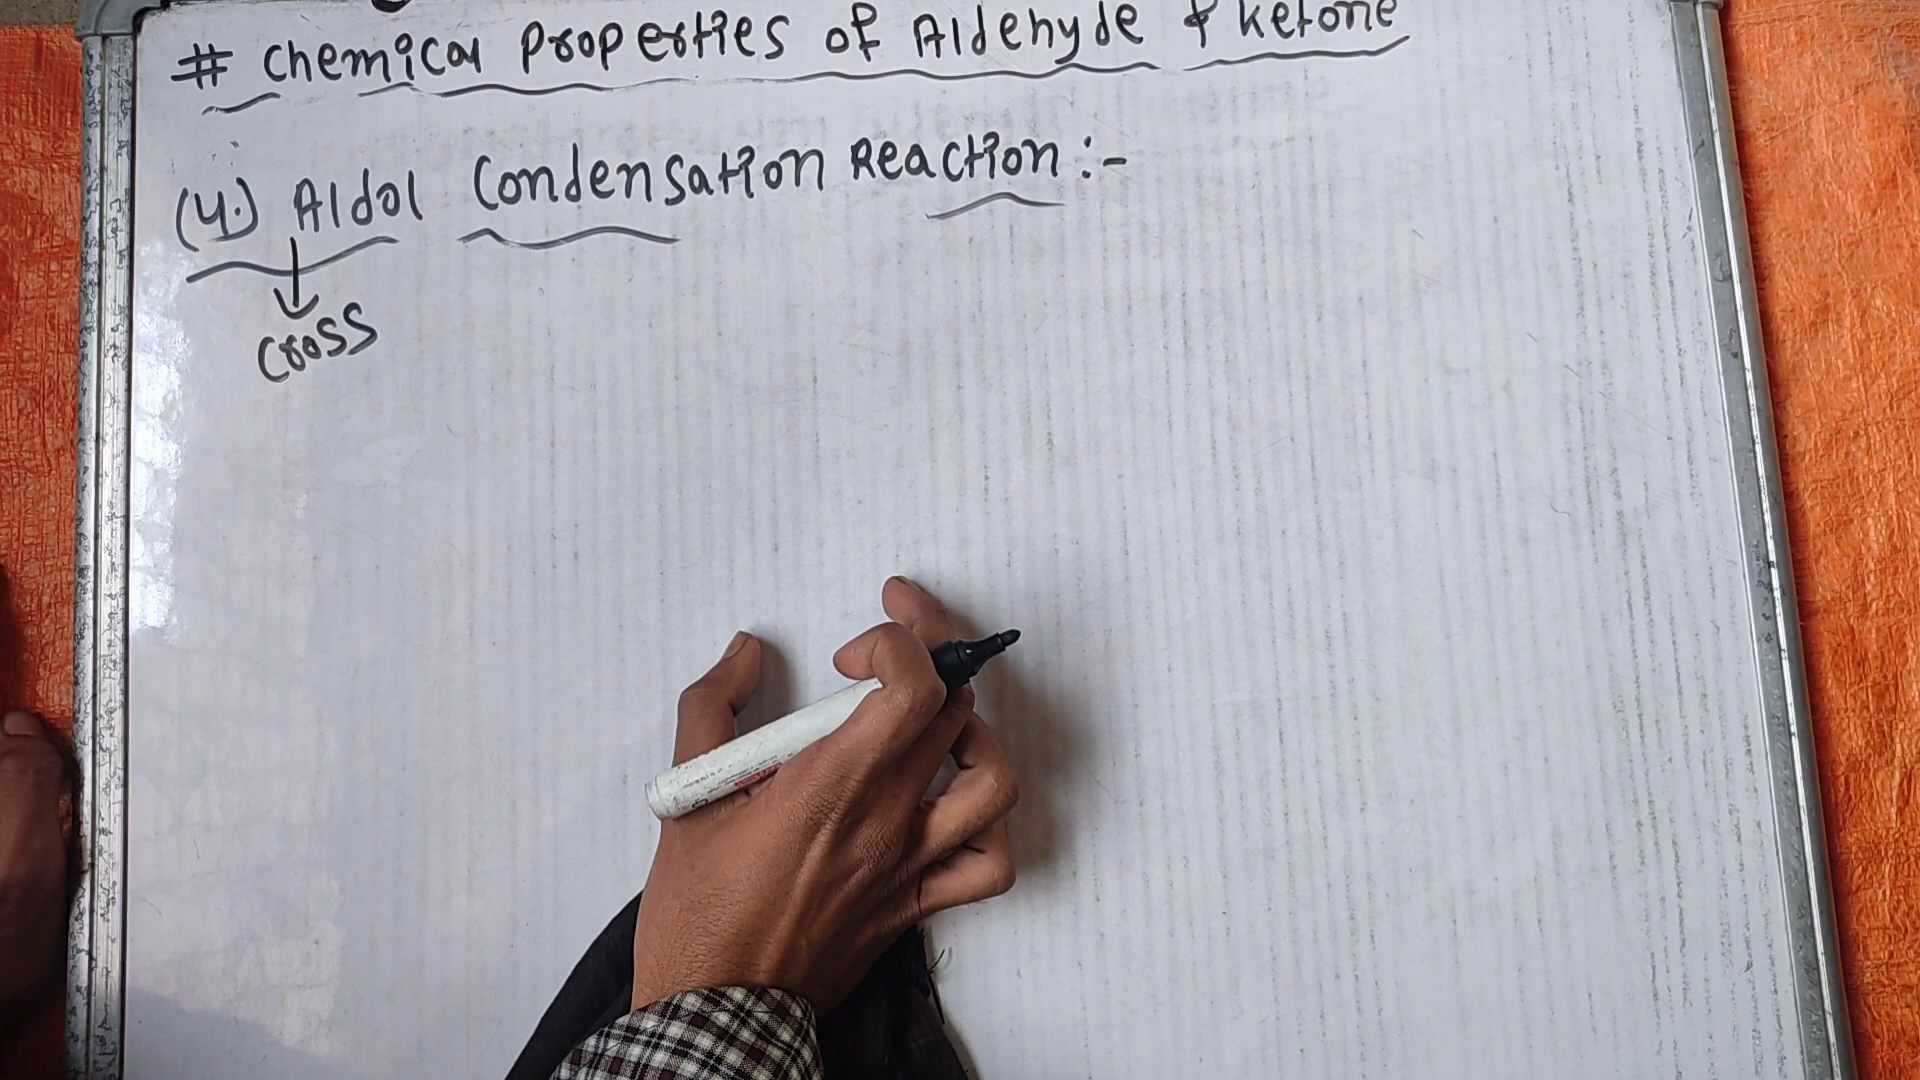 # Chemical Properties of Aldehyde & Ketone
(4.) Aldol Condensation Reaction :-
Cross